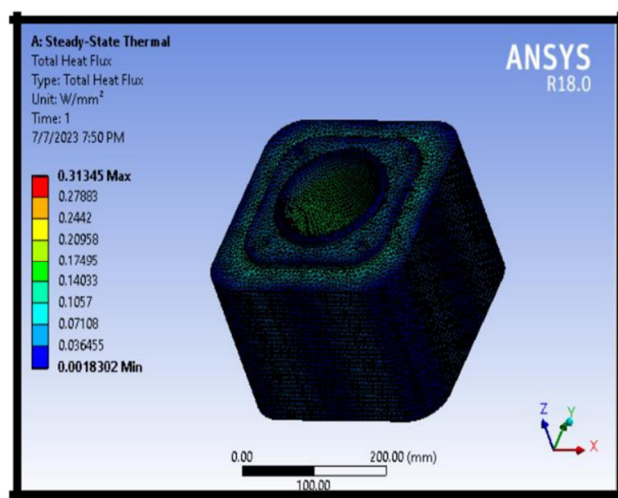 A: Steady-State Thermal
Total Heat Flux
Type: Total Heat Flux
Unit: W/mm²
Time: 1
7/7/2023 7:50 PM
ANSYS
R18.0
0.31345 Max
0.27883
0.2442
0.20958
0.17495
0.14033
0.1057
0.07108
0.036455
0.0018302 Min
0.00
200.00 (mm)
100.00
Z
Y
X